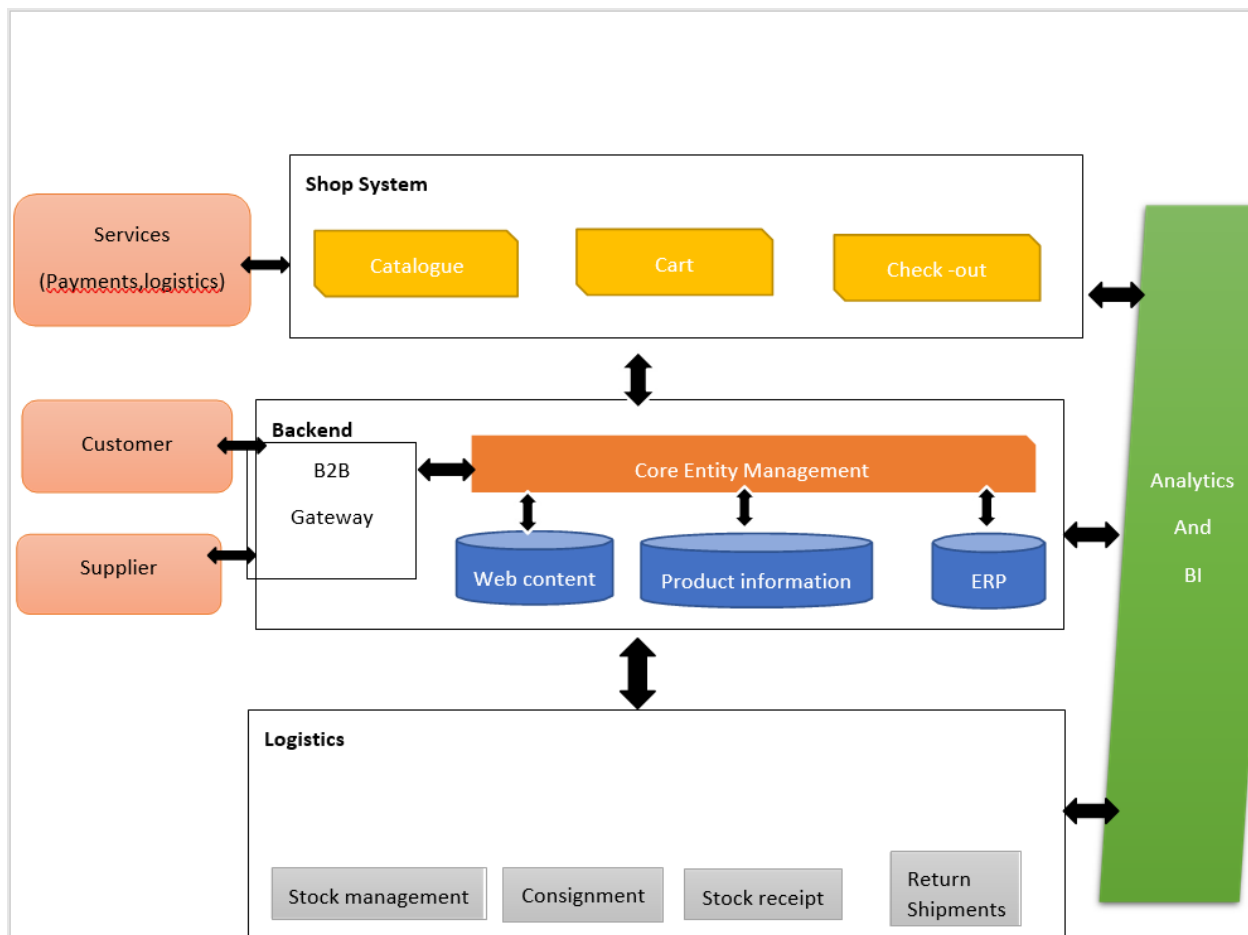 Shop System
Services
(Payments,logistics)
Catalogue
Cart
Check -out
Customer
Backend
B2B
Gateway
Core Entity Management
Supplier
Web content
Product information
ERP
Analytics
And
BI
Logistics
Stock management
Consignment
Stock receipt
Return
Shipments